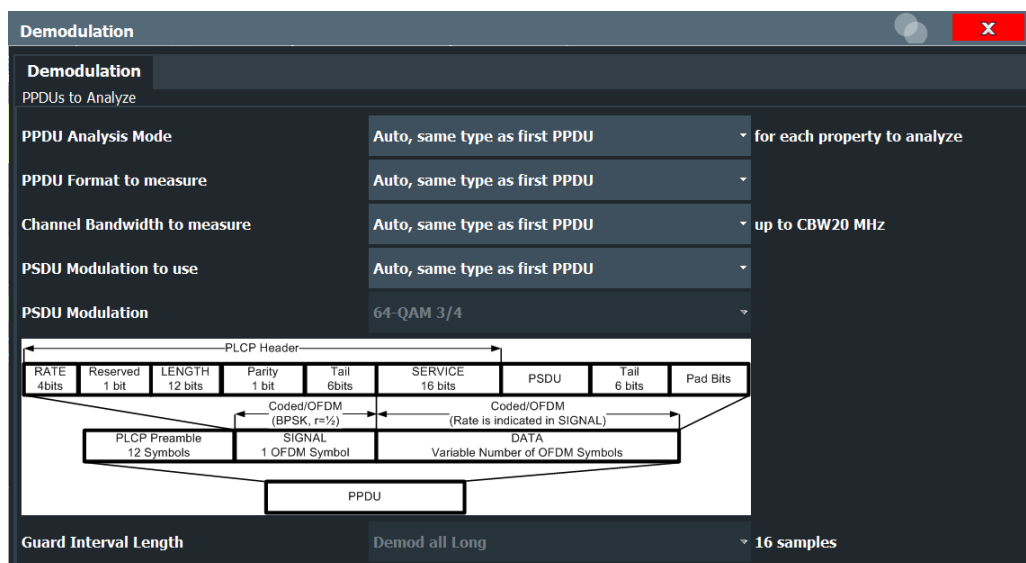 Demodulation
X
Demodulation
PPDUs to Analyze
PPDU Analysis Mode Auto, same type as first PPDU for each property to analyze
PPDU Format to measure Auto, same type as first PPDU
Channel Bandwidth to measure Auto, same type as first PPDU up to CBW20 MHz
PSDU Modulation to use Auto, same type as first PPDU
PSDU Modulation 64-QAM 3/4
PLCP Header
RATE Reserved LENGTH Parity Tail SERVICE PSDU Tail Pad Bits
4bits 1 bit 12 bits 1 bit 6bits 16 bits 6 bits
Coded/OFDM Coded/OFDM
(BPSK, r=½) (Rate is indicated in SIGNAL)
PLCP Preamble SIGNAL DATA
12 Symbols 1 OFDM Symbol Variable Number of OFDM Symbols
PPDU
Guard Interval Length Demod all Long 16 samples